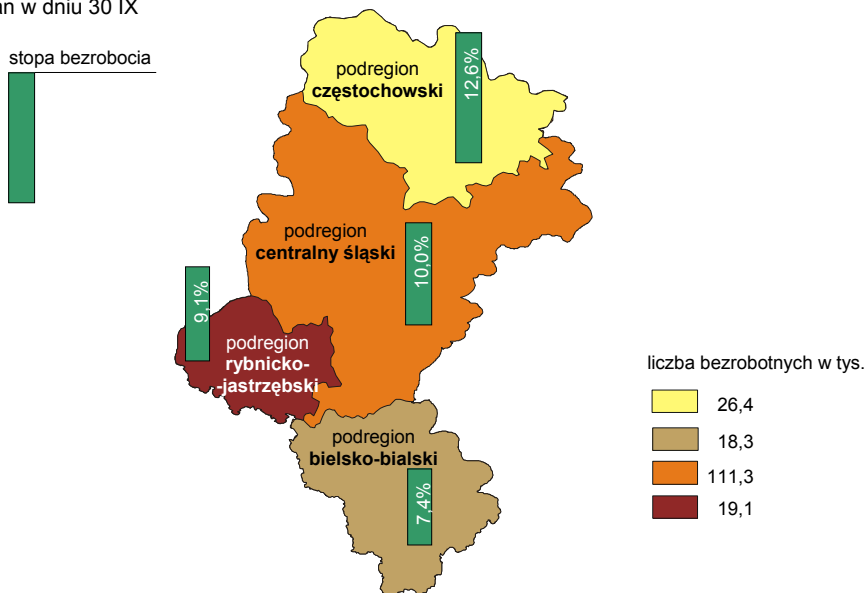 an w dniu 30 IX
stopa bezrobocia
podregion
częstochowski
12,6%
podregion
centralny śląski
10,0%
9,1%
podregion
rybnicko-
-jastrzębski
podregion
bielsko-bialski
7,4%
liczba bezrobotnych w tys.
26,4
18,3
111,3
19,1